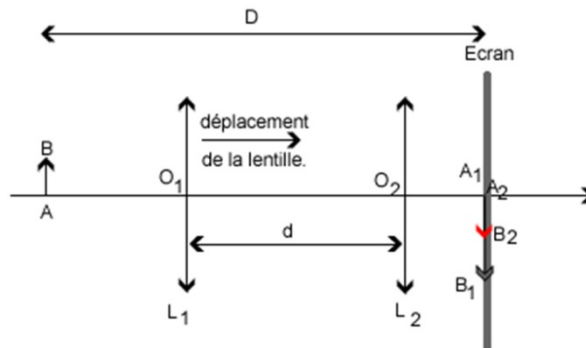 D
Ecran
déplacement
de la lentille.
B
O1
O2
A1
A2
A
d
B2
B1
L1
L2